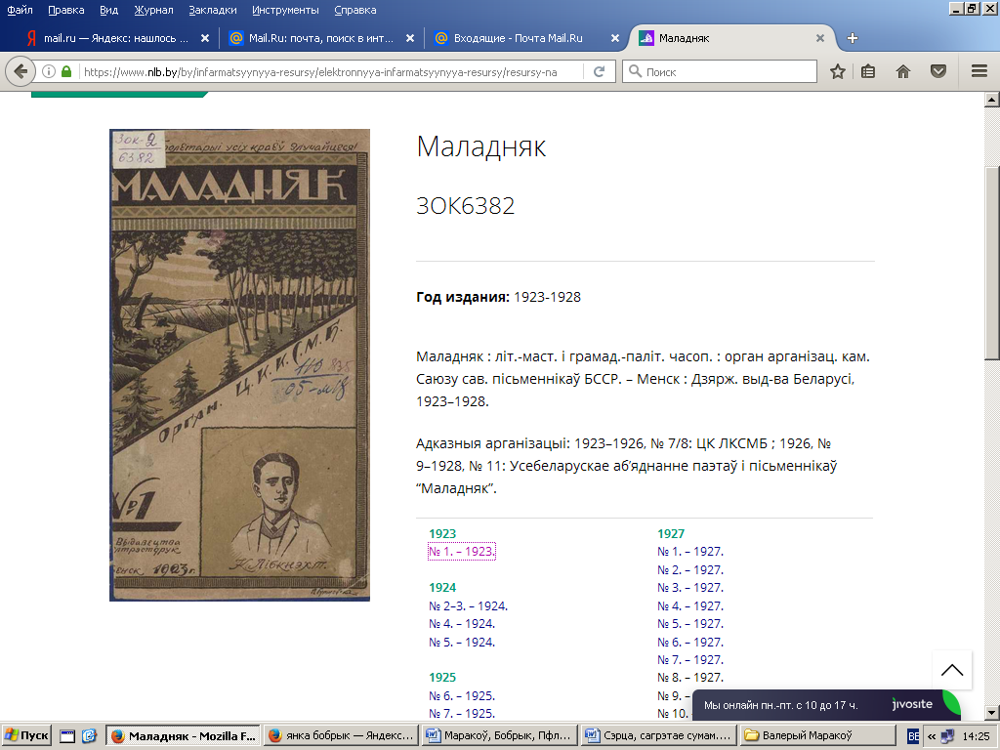 Файл Правка Вид Журнал Закладки Инструменты Справка
mail.ru — Яндекс: нашлось ...
Mail.Ru: почта, поиск в инт...
Входящие - Почта Mail.Ru
Маладняк
https://www.nlb.by/by/infarmatsyynyya-resursy/elektronnyya-infarmatsyynyya-resursy/resursy-na
Поиск
Зок-2
6382
усіх краёў злучайцеся!
МАЛАДНЯК
Орган. Ц.К.К.С.М.Б.
№1
Выдавецтва
1923 г.
К. Лібкнэхт.
Маладняк
3ОК6382
Год издания: 1923-1928
Маладняк : літ.-маст. і грамад.-паліт. часоп. : орган арганізац. кам.
Саюзу сав. пісьменнікаў БССР. – Менск : Дзярж. выд-ва Беларусі,
1923–1928.
Адказныя арганізацыі: 1923–1926, № 7/8: ЦК ЛКСМБ ; 1926, №
9–1928, № 11: Усебеларускае аб’яднанне паэтаў і пісьменнікаў
“Маладняк”.
1923
№ 1. – 1923.
1924
№ 2–3. – 1924.
№ 4. – 1924.
№ 5. – 1924.
1925
№ 6. – 1925.
№ 7. – 1925.
1927
№ 1. – 1927.
№ 2. – 1927.
№ 3. – 1927.
№ 4. – 1927.
№ 5. – 1927.
№ 6. – 1927.
№ 7. – 1927.
№ 8. – 1927.
№ 9. –
№ 10.
Мы онлайн пн.-пт. с 10 до 17 ч.
jivosite
Пуск
Маладняк - Mozilla F...
янка бобрык — Яндекс...
Маракоў, Бобрык, Пфл...
Сэрца, сагрэтае сумам....
Валерый Маракоў
BE
«
14:25